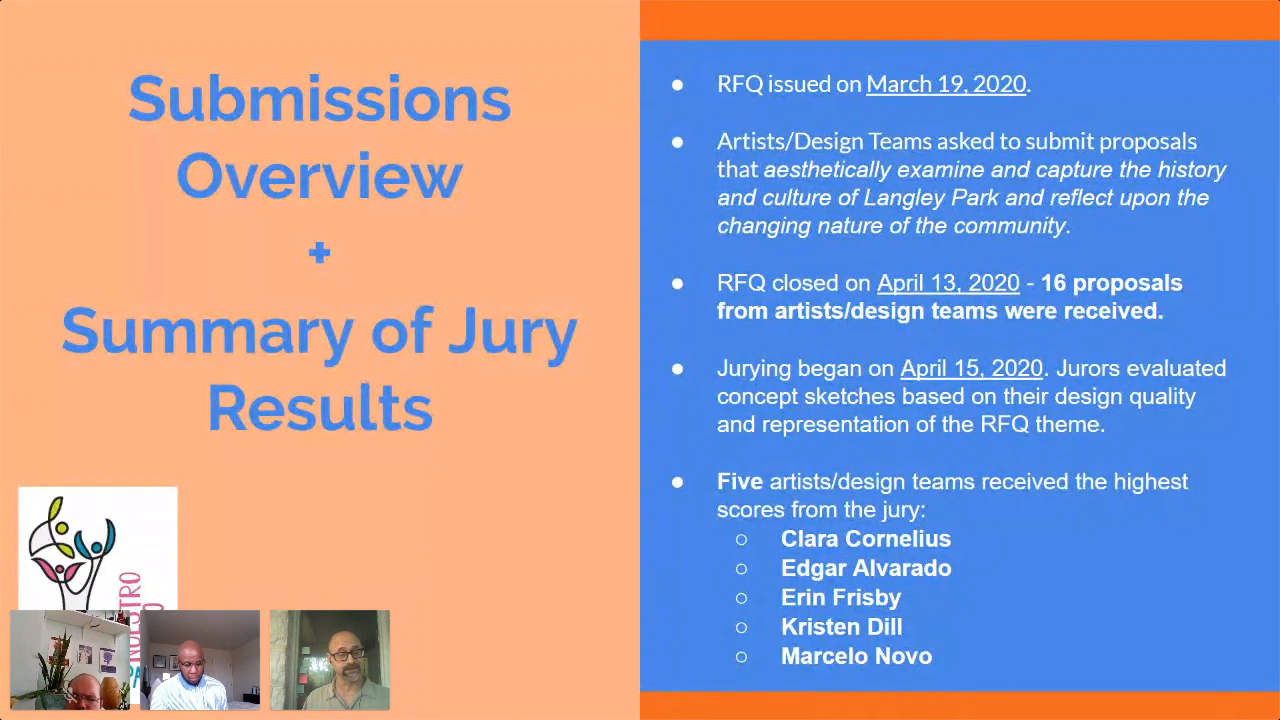 Submissions
Overview
+
Summary of Jury
Results
● RFQ issued on March 19, 2020.
● Artists/Design Teams asked to submit proposals
that aesthetically examine and capture the history
and culture of Langley Park and reflect upon the
changing nature of the community.
● RFQ closed on April 13, 2020 - 16 proposals
from artists/design teams were received.
● Jurying began on April 15, 2020. Jurors evaluated
concept sketches based on their design quality
and representation of the RFQ theme.
● Five artists/design teams received the highest
scores from the jury:
○ Clara Cornelius
○ Edgar Alvarado
○ Erin Frisby
○ Kristen Dill
○ Marcelo Novo